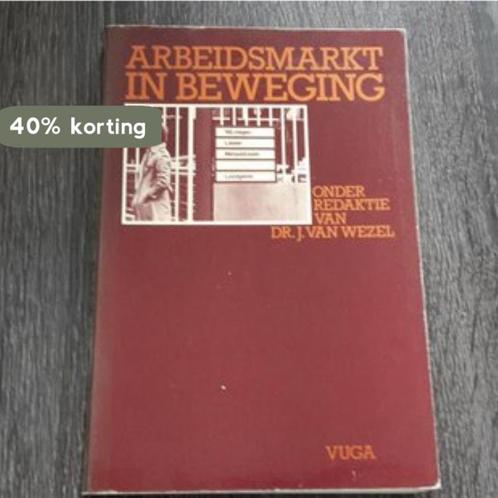 ARBEIDSMARKT
IN BEWEGING
40% korting
ONDER
REDAKTIE
VAN
DR. J. VAN WEZEL
VUGA